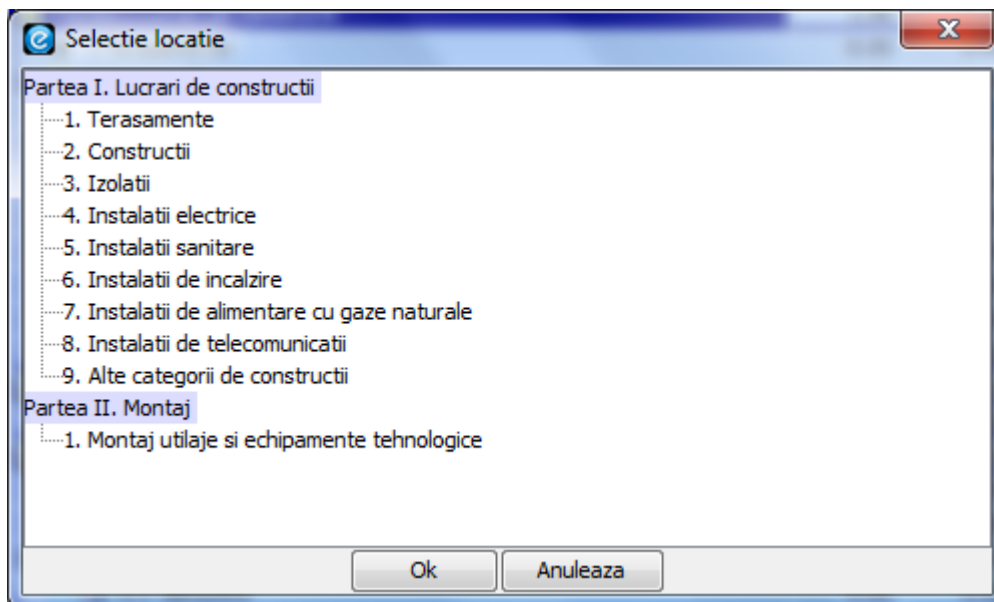 Selectie locatie
Partea I. Lucrari de constructii
1. Terasamente
2. Constructii
3. Izolatii
4. Instalatii electrice
5. Instalatii sanitare
6. Instalatii de incalzire
7. Instalatii de alimentare cu gaze naturale
8. Instalatii de telecomunicatii
9. Alte categorii de constructii
Partea II. Montaj
1. Montaj utilaje si echipamente tehnologice
Ok Anuleaza